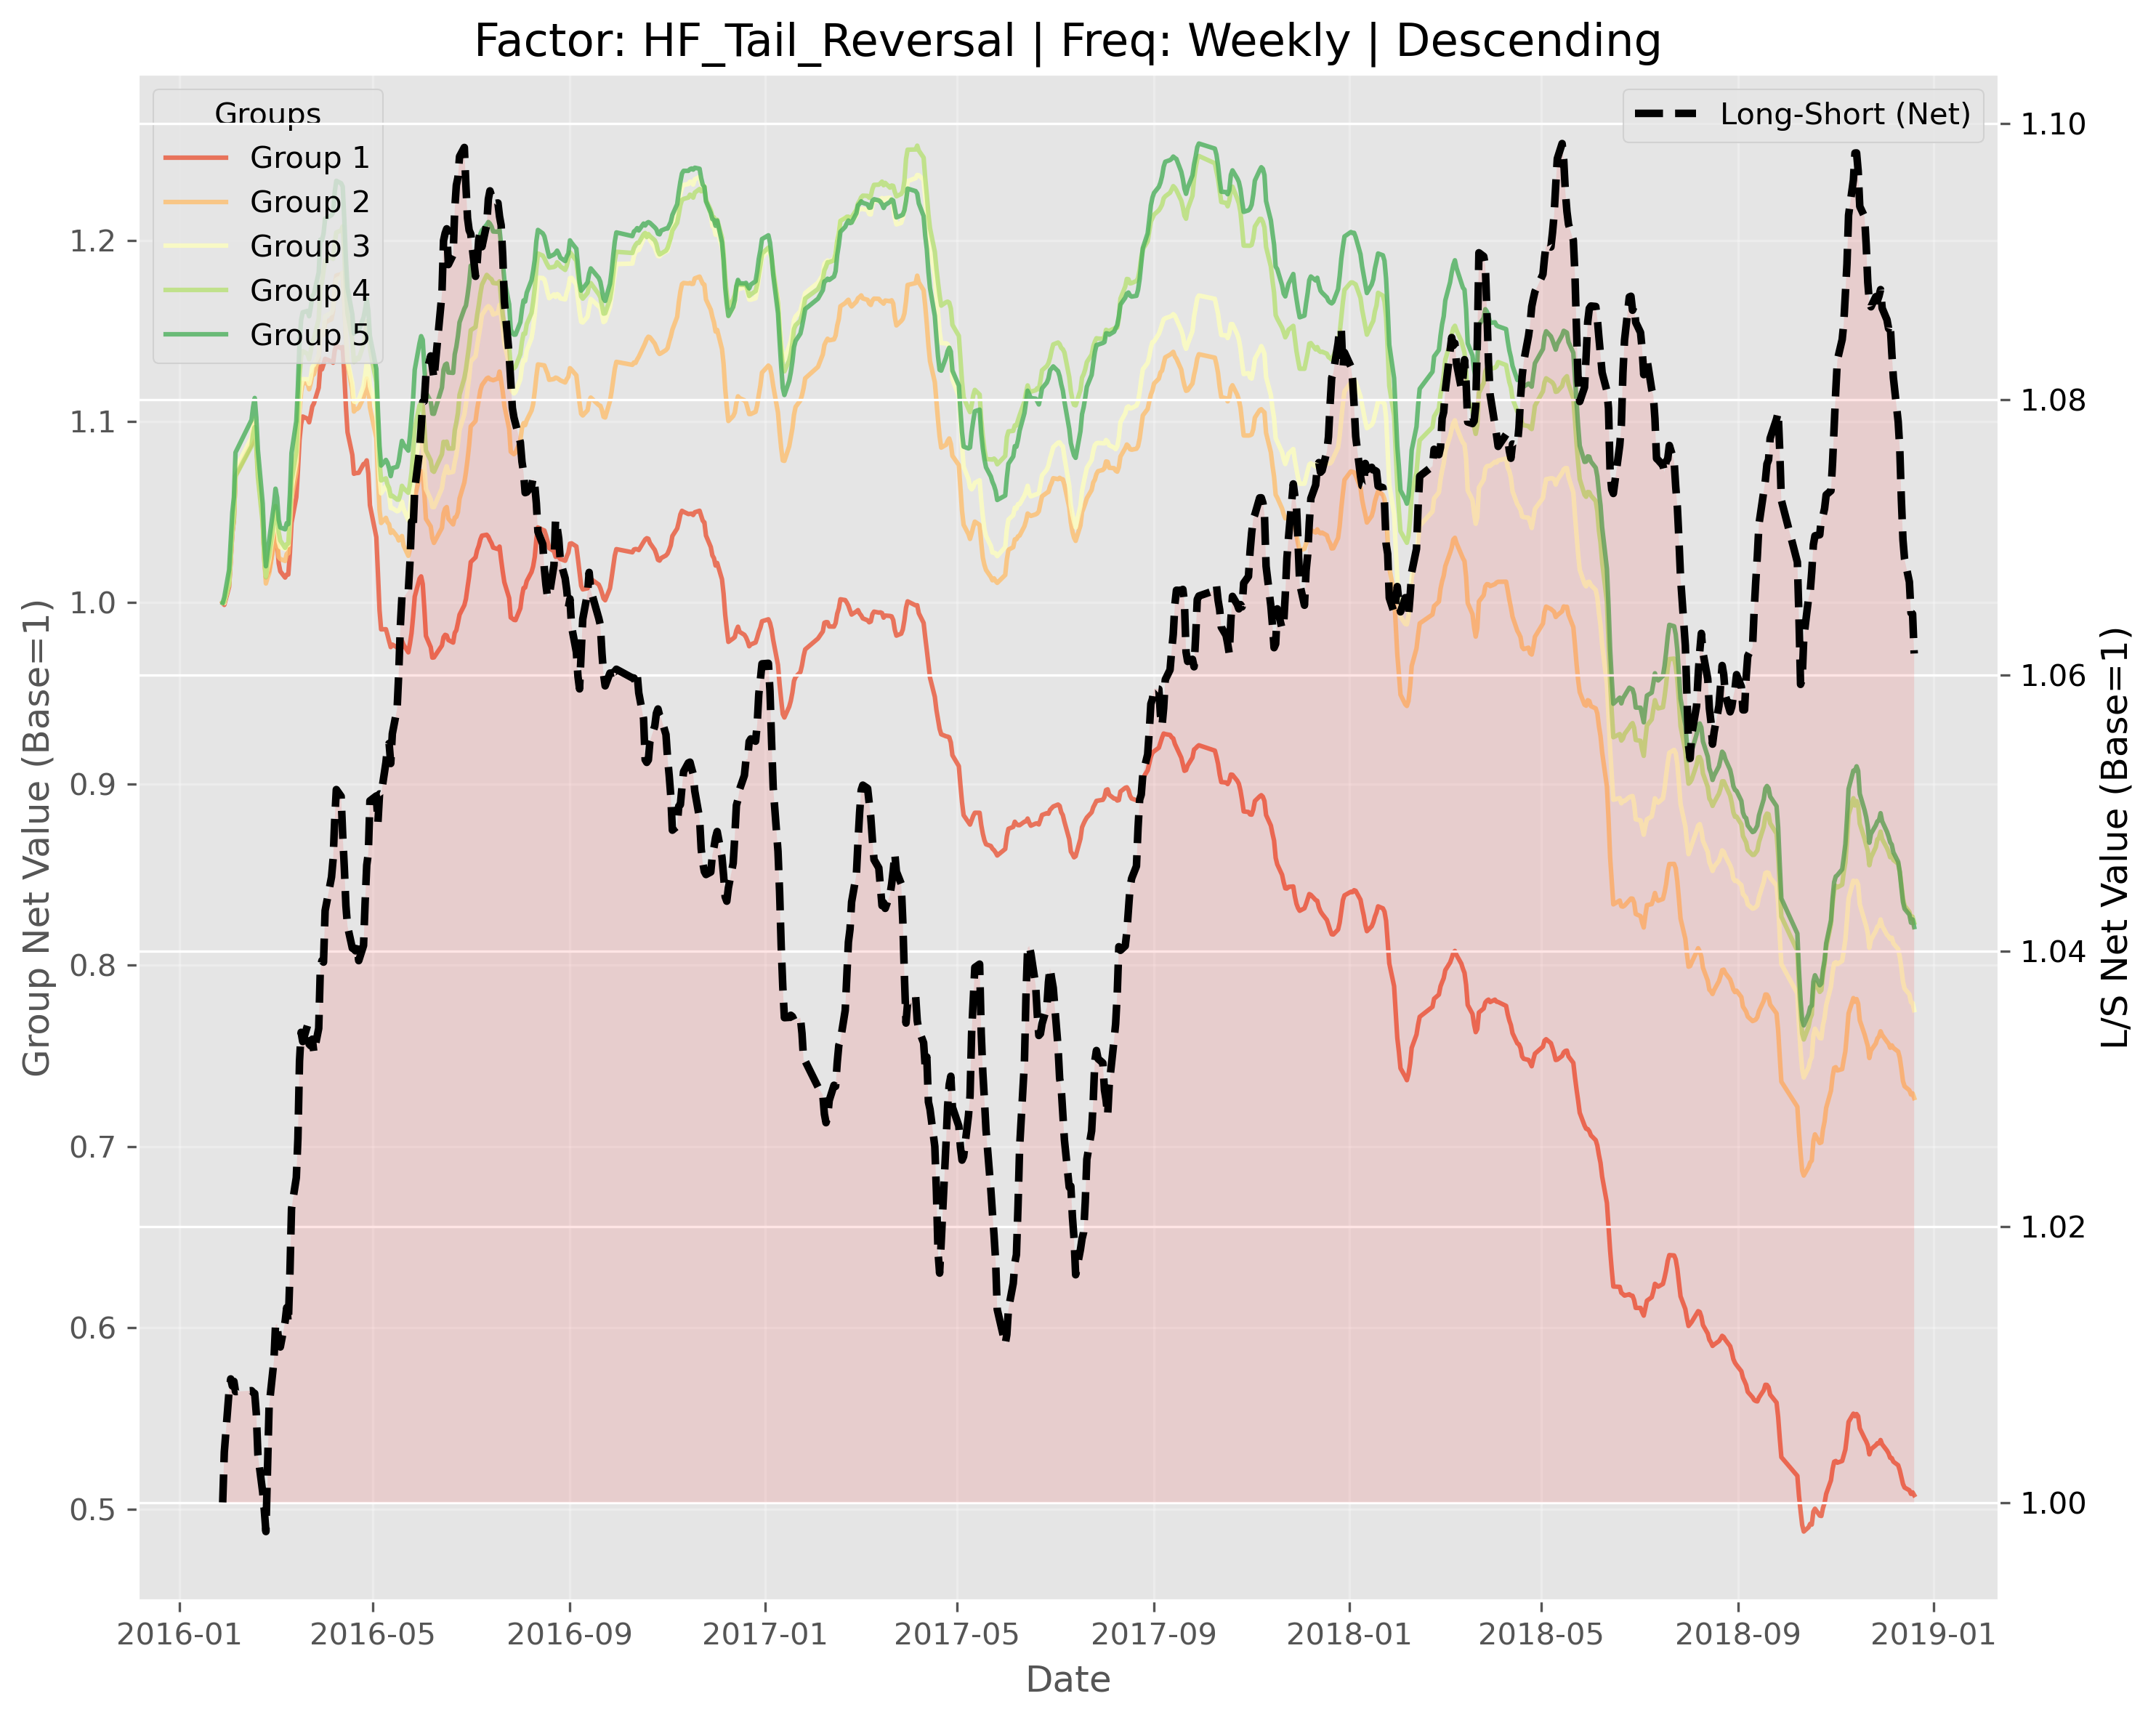 Factor: HF_Tail_Reversal | Freq: Weekly | Descending
Groups
Group 1
Group 2
Group 3
Group 4
Group 5
Long-Short (Net)
Group Net Value (Base=1)
1.2
1.1
1.0
0.9
0.8
0.7
0.6
0.5
1.10
1.08
1.06
1.04
1.02
1.00
L/S Net Value (Base=1)
2016-01 2016-05 2016-09 2017-01 2017-05 2017-09 2018-01 2018-05 2018-09 2019-01
Date